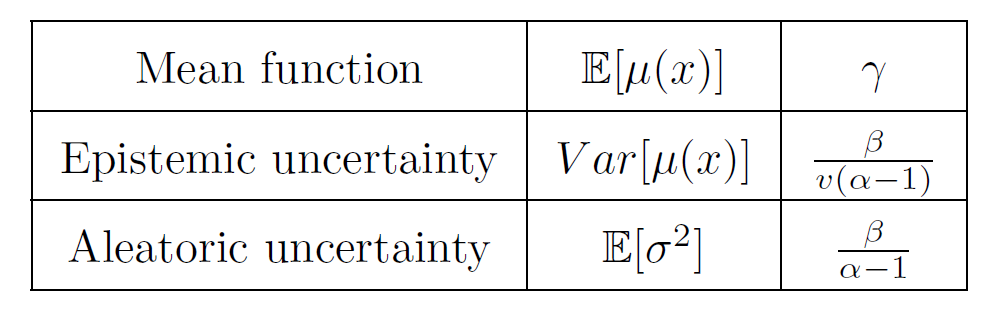 Mean function 𝔼[μ(x)] γ
Epistemic uncertainty Var[μ(x)] β/v(α−1)
Aleatoric uncertainty 𝔼[σ²] β/α−1